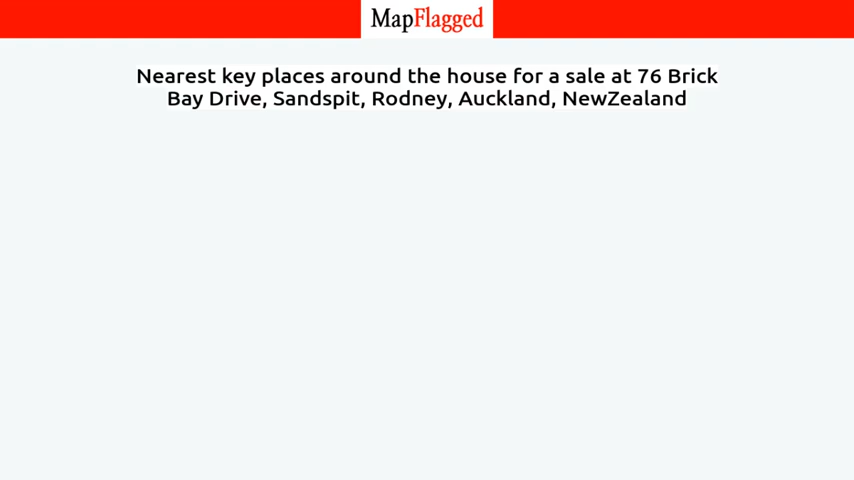 MapFlagged
Nearest key places around the house for a sale at 76 Brick
Bay Drive, Sandspit, Rodney, Auckland, NewZealand